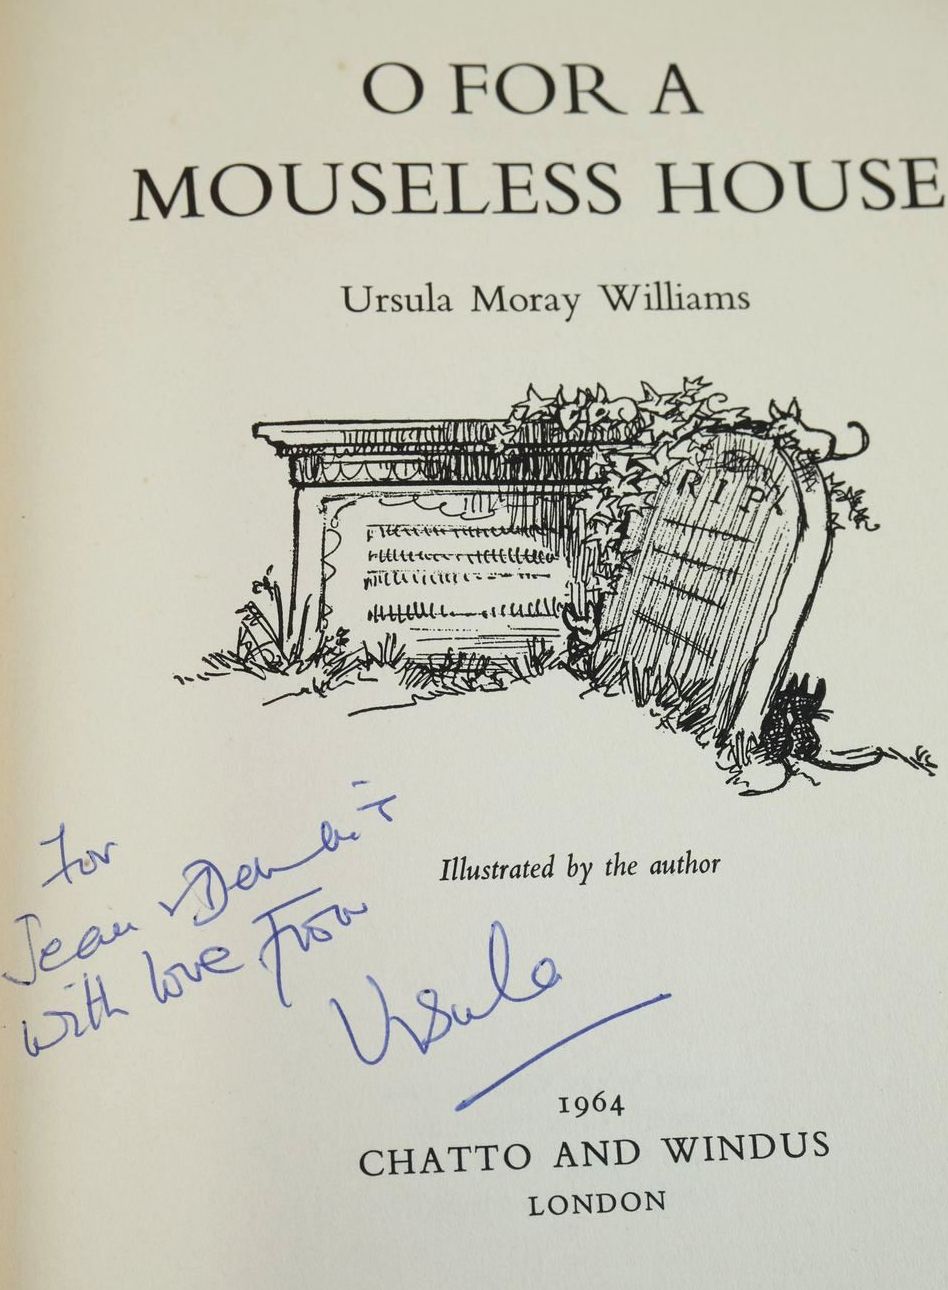 O FOR A
MOUSELESS HOUSE
Ursula Moray Williams
RIP
Illustrated by the author
For
Jean &
with love From
Ursula
1964
CHATTO AND WINDUS
LONDON